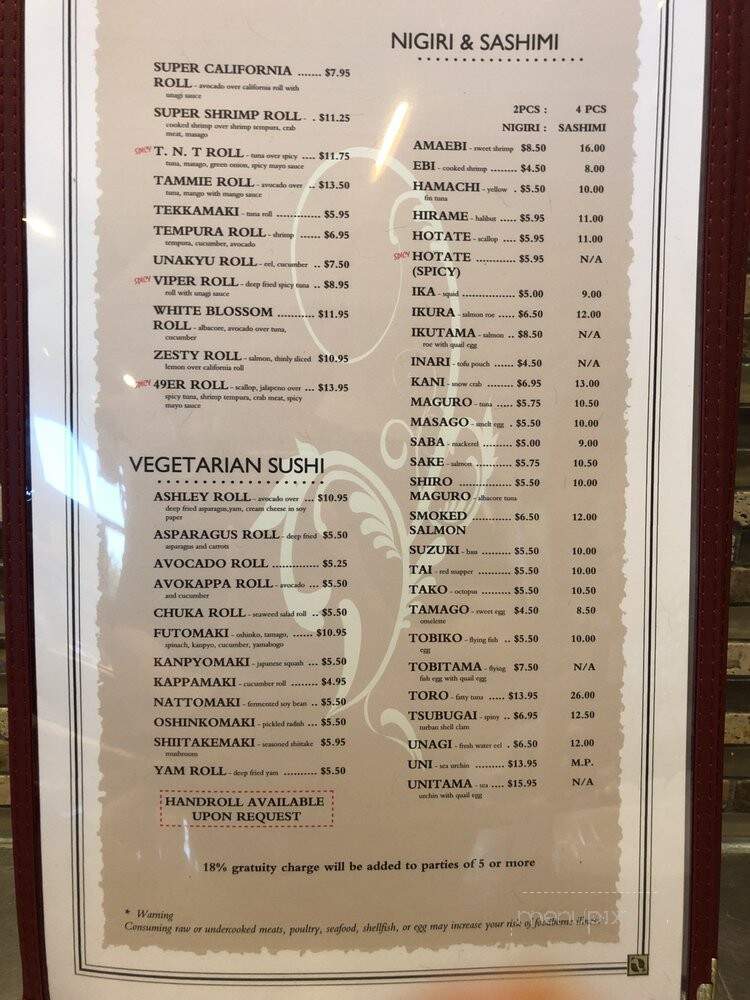 SUPER CALIFORNIA ....... $7.95
ROLL - avocado over california roll with
unagi sauce
SUPER SHRIMP ROLL - . $11.25
cooked shrimp over shrimp tempura, crab
meat, masago
SPICY T. N. T ROLL - tuna over spicy .... $11.75
tuna, masago, green onion, spicy mayo sauce
TAMMIE ROLL - avocado over .. $13.50
tuna, mango with mango sauce
TEKKAMAKI - tuna roll ............ $5.95
TEMPURA ROLL - shrimp ...... $6.95
tempura, cucumber, avocado
UNAKYU ROLL - eel, cucumber .. $7.50
SPICY VIPER ROLL - deep fried spicy tuna .. $8.95
roll with unagi sauce
WHITE BLOSSOM ........... $11.95
ROLL - albacore, avocado over tuna,
cucumber
ZESTY ROLL - salmon, thinly sliced $10.95
lemon over california roll
SPICY 49ER ROLL - scallop, jalapeno over ... $13.95
spicy tuna, shrimp tempura, crab meat, spicy
mayo sauce
VEGETARIAN SUSHI
ASHLEY ROLL - avocado over ... $10.95
deep fried asparagus,yam, cream cheese in soy
paper
ASPARAGUS ROLL - deep fried $5.50
asparagus and carrots
AVOCADO ROLL ............. $5.25
AVOKAPPA ROLL - avocado .... $5.50
and cucumber
CHUKA ROLL - seaweed salad roll .. $5.50
FUTOMAKI - oshinko, tamago, ...... $10.95
spinach, kanpyo, cucumber, yamabogo
KANPYOMAKI - japanese squash ... $5.50
KAPPAMAKI - cucumber roll ........ $4.95
NATTOMAKI - fermented soy bean .. $5.50
OSHINKOMAKI - pickled radish ... $5.50
SHIITAKEMAKI - seasoned shiitake $5.95
mushroom
YAM ROLL - deep fried yam .......... $5.50
HANDROLL AVAILABLE
UPON REQUEST
NIGIRI & SASHIMI
2PCS : 4 PCS
NIGIRI : SASHIMI
AMAEBI - sweet shrimp $8.50 16.00
EBI - cooked shrimp ........ $4.50 8.00
HAMACHI - yellow . $5.50 10.00
fin tuna
HIRAME - halibut ..... $5.95 11.00
HOTATE - scallop .... $5.95 11.00
SPICY HOTATE ............ $5.95 N/A
(SPICY)
IKA - squid ................... $5.00 9.00
IKURA - salmon roe ..... $6.50 12.00
IKUTAMA - salmon .. $8.50 N/A
roe with quail egg
INARI - tofu pouch ...... $4.50 N/A
KANI - snow crab ........ $6.95 13.00
MAGURO - tuna ..... $5.75 10.50
MASAGO - smelt egg . $5.50 10.00
SABA - mackerel .......... $5.00 9.00
SAKE - salmon ............. $5.75 10.50
SHIRO ................ $5.50 10.00
MAGURO - albacore tuna
SMOKED ............ $6.50 12.00
SALMON
SUZUKI - bass ......... $5.50 10.00
TAI - red snapper .......... $5.50 10.00
TAKO - octopus .......... $5.50 10.50
TAMAGO - sweet egg $4.50 8.50
omelette
TOBIKO - flying fish .. $5.50 10.00
egg
TOBITAMA - flying $7.50 N/A
fish egg with quail egg
TORO - fatty tuna ..... $13.95 26.00
TSUBUGAI - spiny .. $6.95 12.50
turban shell clam
UNAGI - fresh water eel . $6.50 12.00
UNI - sea urchin ......... $13.95 M.P.
UNITAMA - sea .... $15.95 N/A
urchin with quail egg
18% gratuity charge will be added to parties of 5 or more
* Warning
Consuming raw or undercooked meats, poultry, seafood, shellfish, or egg may increase your risk of foodborne illness.